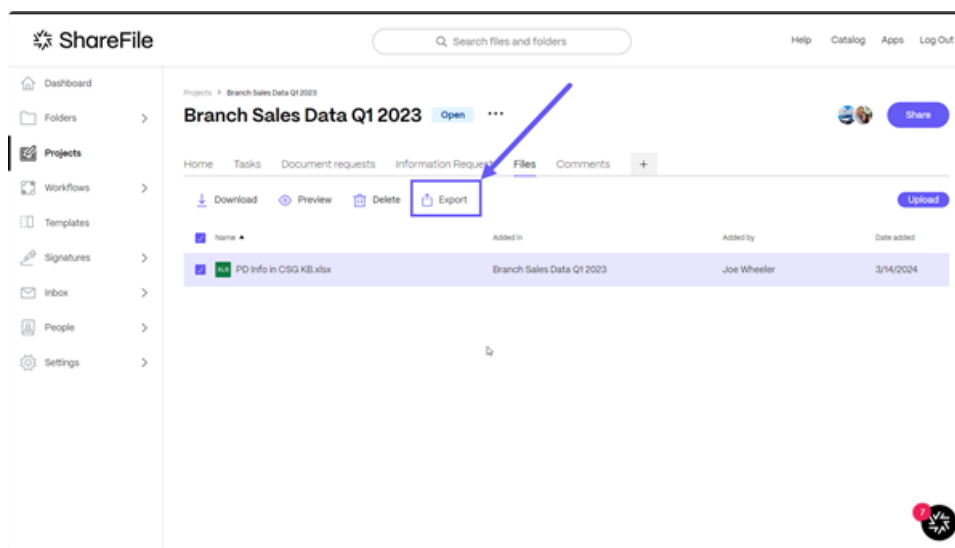 ShareFile
Search files and folders
Help Catalog Apps Log Out
Dashboard
Folders
Projects
Workflows
Templates
Signatures
Inbox
People
Settings
Projects > Branch Sales Data Q1 2023
Branch Sales Data Q1 2023 Open ...
Share
Home Tasks Document requests Information Request Files Comments +
Download Preview Delete Export
Upload
Name Added in Added by Date added
XLS PD Info in CSG KB.xlsx Branch Sales Data Q1 2023 Joe Wheeler 3/14/2024
7